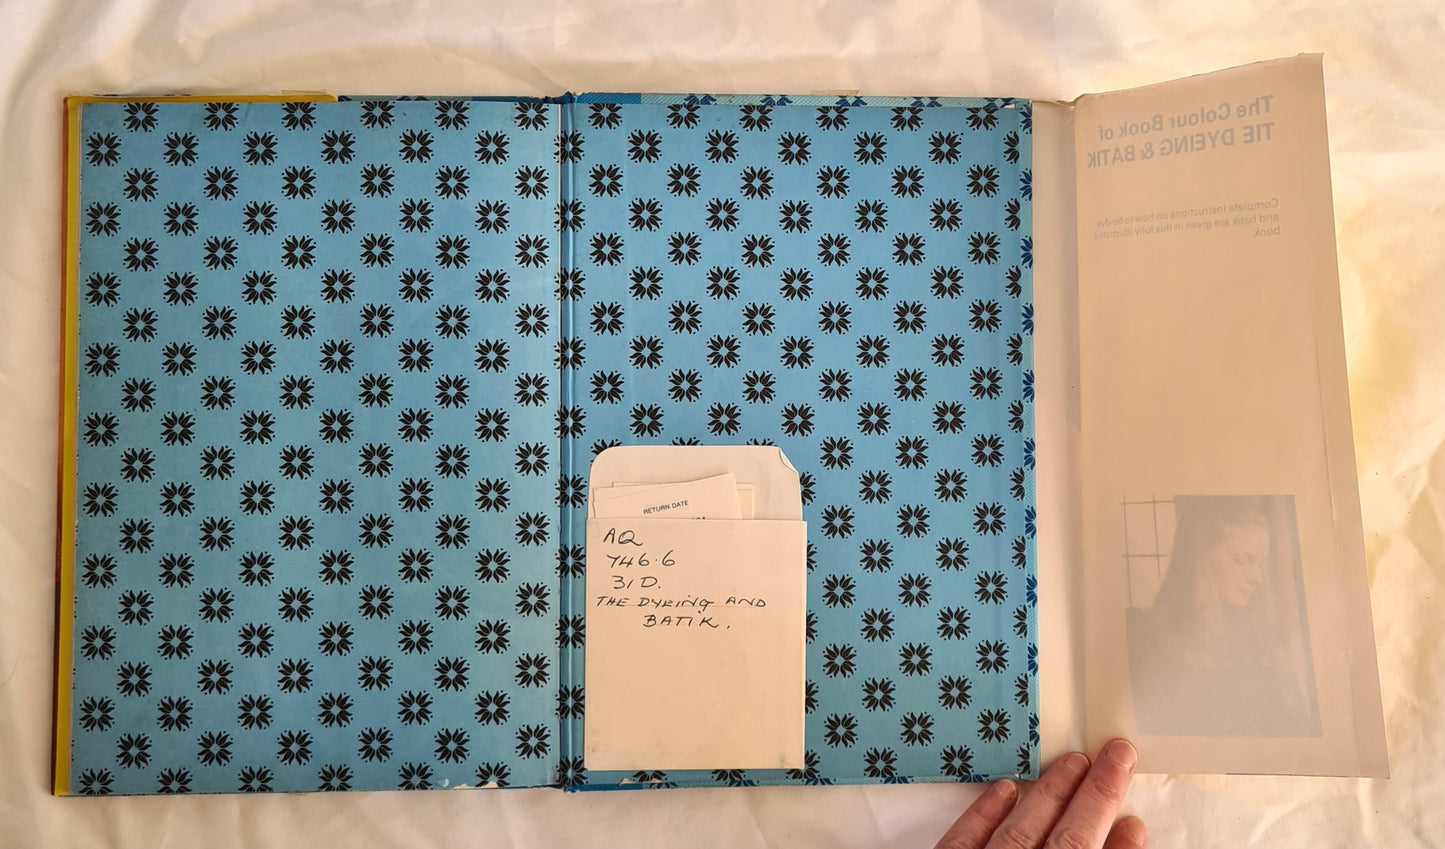 RETURN DATE
AQ
746.6
31D.
THE DYEING AND
BATIK.
The Colour Book of
TIE DYEING & BATIK
Complete instructions on how to tie-dye
and batik are given in this fully illustrated
book.